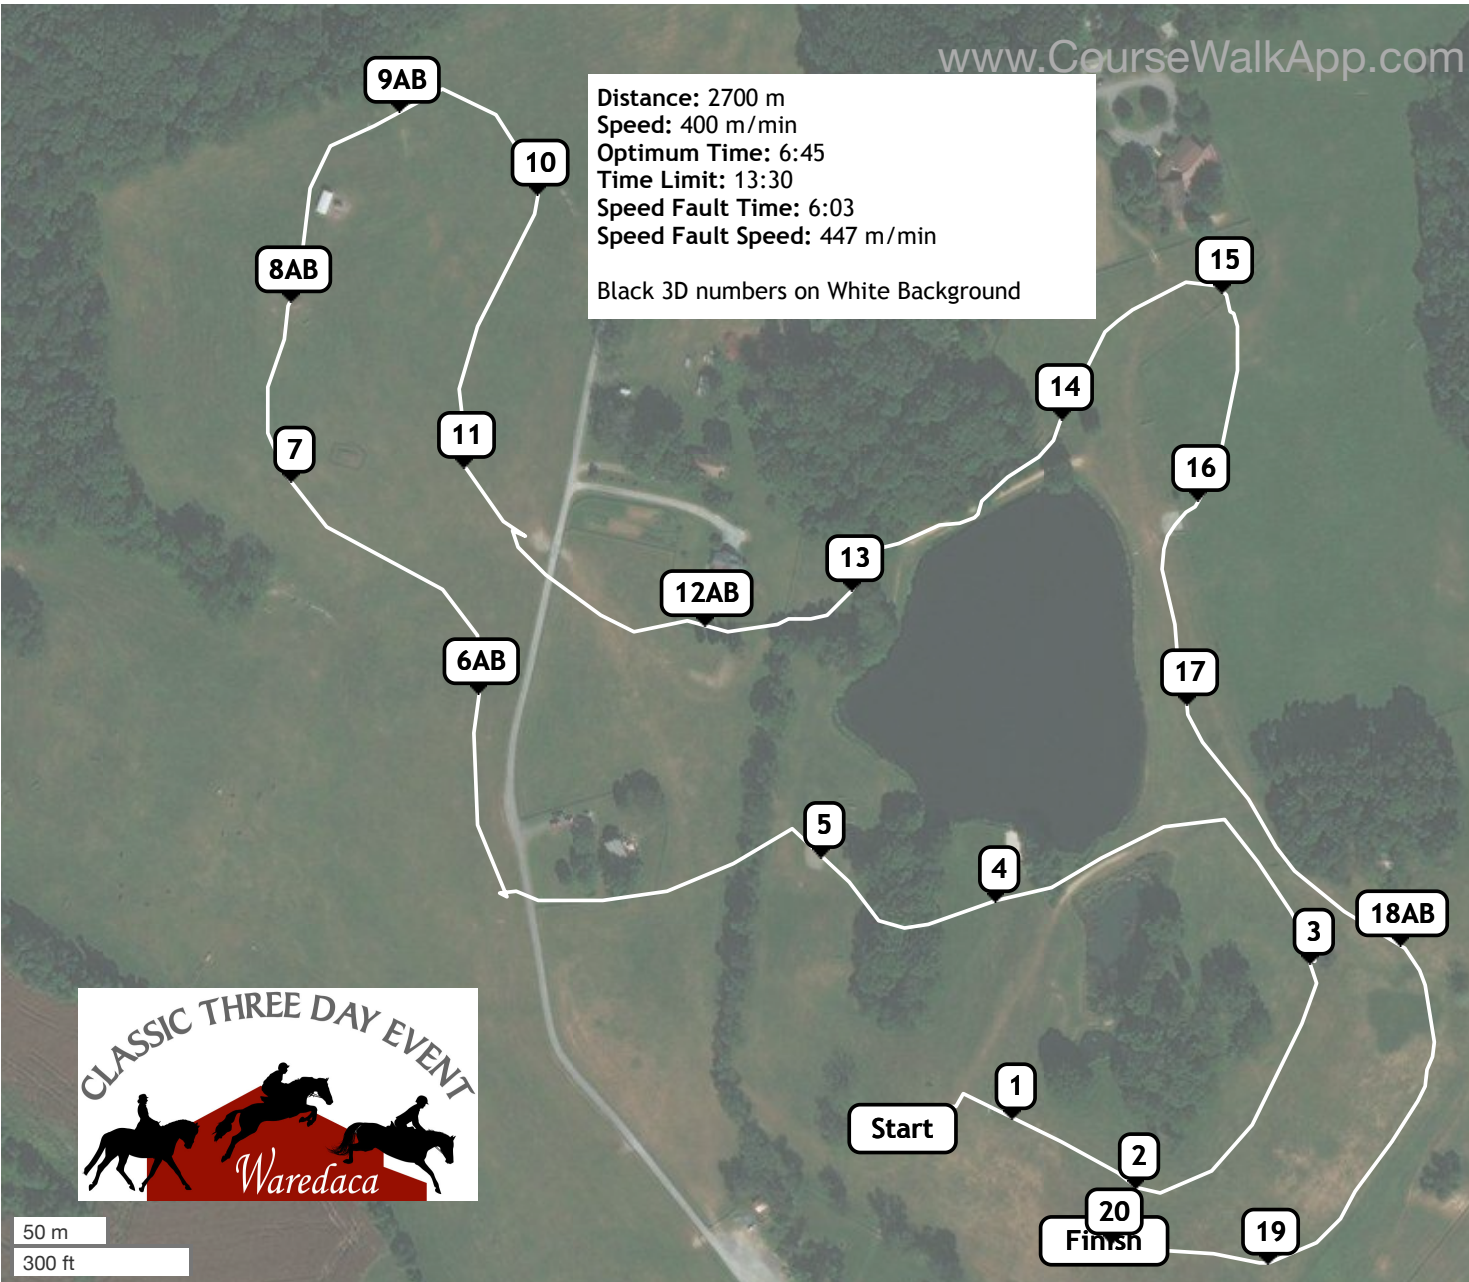 www.CourseWalkApp.com
9AB
Distance: 2700 m
Speed: 400 m/min
Optimum Time: 6:45
Time Limit: 13:30
Speed Fault Time: 6:03
Speed Fault Speed: 447 m/min
Black 3D numbers on White Background
10
15
8AB
14
11
7
16
13
12AB
6AB
17
5
4
18AB
3
CLASSIC THREE DAY EVENT
Waredaca
1
Start
2
20
Finish
19
50 m
300 ft